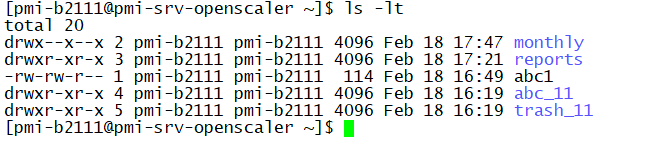 [pmi-b2111@pmi-srv-openscaler ~]$ ls -lt
total 20
drwx--x--x 2 pmi-b2111 pmi-b2111 4096 Feb 18 17:47 monthly
drwxr-xr-x 3 pmi-b2111 pmi-b2111 4096 Feb 18 17:21 reports
-rw-rw-r-- 1 pmi-b2111 pmi-b2111  114 Feb 18 16:49 abc1
drwxr-xr-x 4 pmi-b2111 pmi-b2111 4096 Feb 18 16:19 abc_11
drwxr-xr-x 5 pmi-b2111 pmi-b2111 4096 Feb 18 16:19 trash_11
[pmi-b2111@pmi-srv-openscaler ~]$